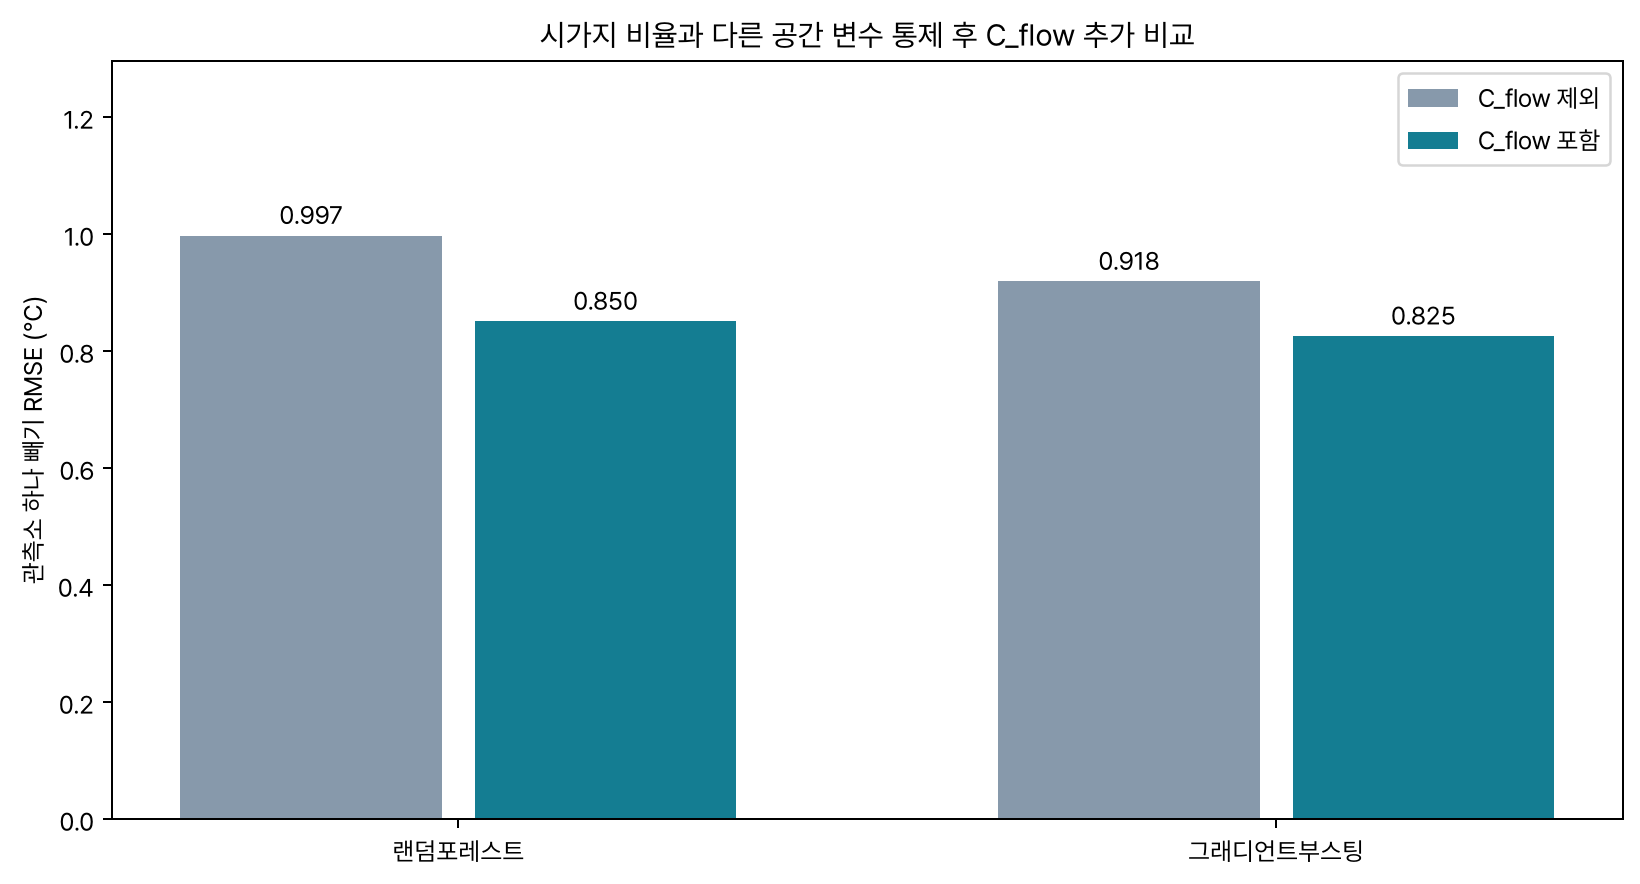 시가지 비율과 다른 공간 변수 통제 후 C_flow 추가 비교
C_flow 제외
C_flow 포함
관측소 하나 빼기 RMSE (°C)
1.2
1.0
0.8
0.6
0.4
0.2
0.0
0.997
0.850
0.918
0.825
랜덤포레스트
그래디언트부스팅